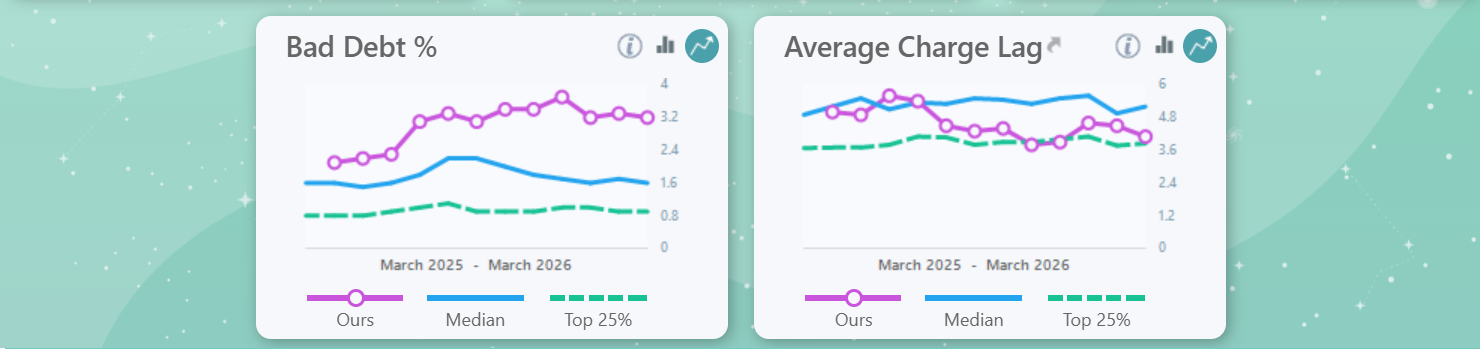 Bad Debt %
4
3.2
2.4
1.6
0.8
0
March 2025 - March 2026
Ours
Median
Top 25%
Average Charge Lag
6
4.8
3.6
2.4
1.2
0
March 2025 - March 2026
Ours
Median
Top 25%